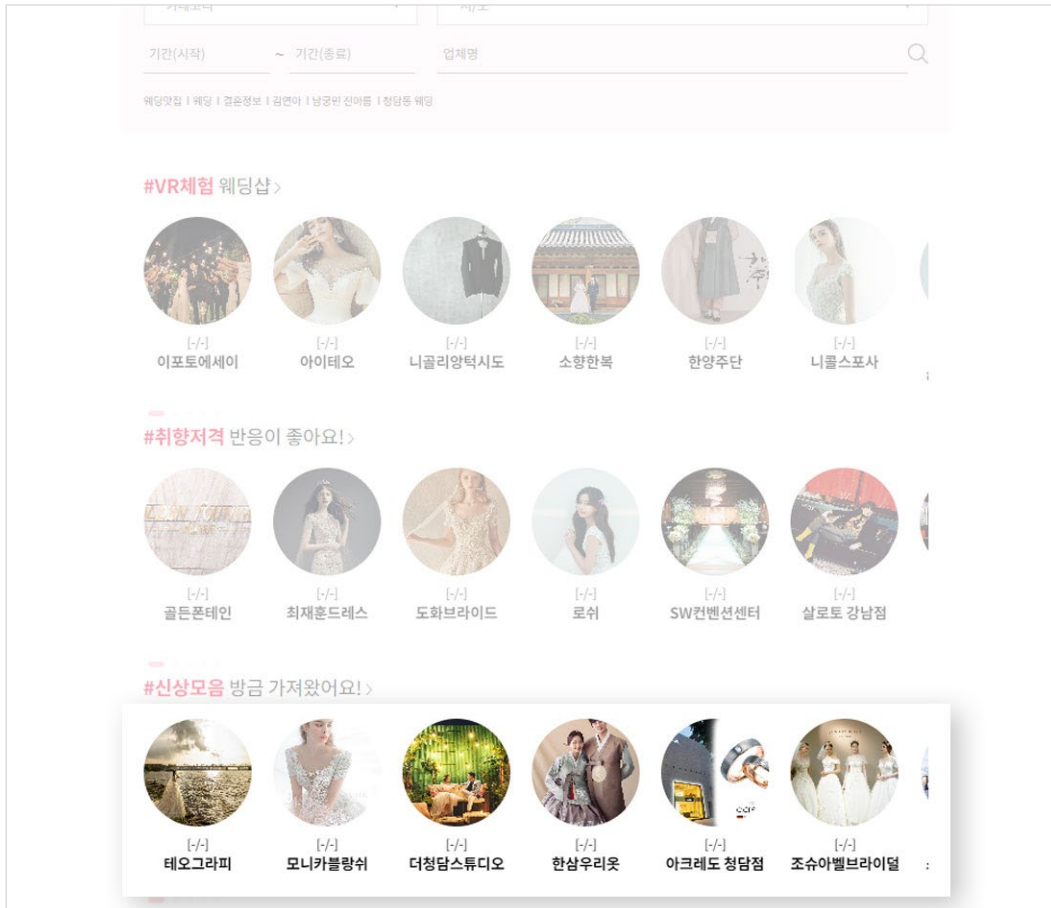 기간(시작) ~ 기간(종료) 업체명
웨딩맛집 | 웨딩 | 결혼정보 | 김연아 | 남궁민 진아름 | 청담동 웨딩
#VR체험 웨딩샵 >
[-/-] [-/-] [-/-] [-/-] [-/-] [-/-]
이포토에세이 아이테오 니골리앙턱시도 소향한복 한양주단 니콜스포사
#취향저격 반응이 좋아요! >
[-/-] [-/-] [-/-] [-/-] [-/-] [-/-]
골든폰테인 최재훈드레스 도화브라이드 로쉬 SW컨벤션센터 살로토 강남점
#신상모음 방금 가져왔어요! >
[-/-] [-/-] [-/-] [-/-] [-/-] [-/-]
테오그라피 모니카블랑쉬 더청담스튜디오 한삼우리옷 아크레도 청담점 조슈아벨브라이덜